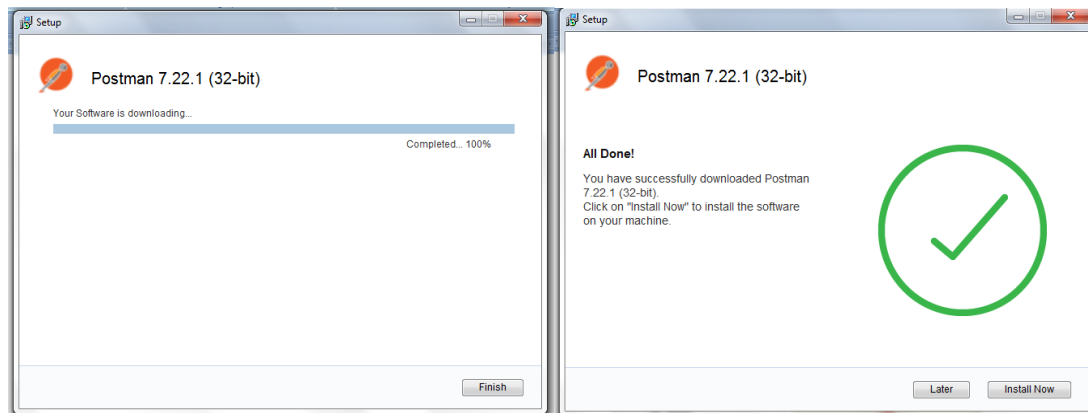 Setup
Postman 7.22.1 (32-bit)
Your Software is downloading...
Completed... 100%
Finish
Setup
Postman 7.22.1 (32-bit)
All Done!
You have successfully downloaded Postman
7.22.1 (32-bit).
Click on "Install Now" to install the software
on your machine.
Later
Install Now